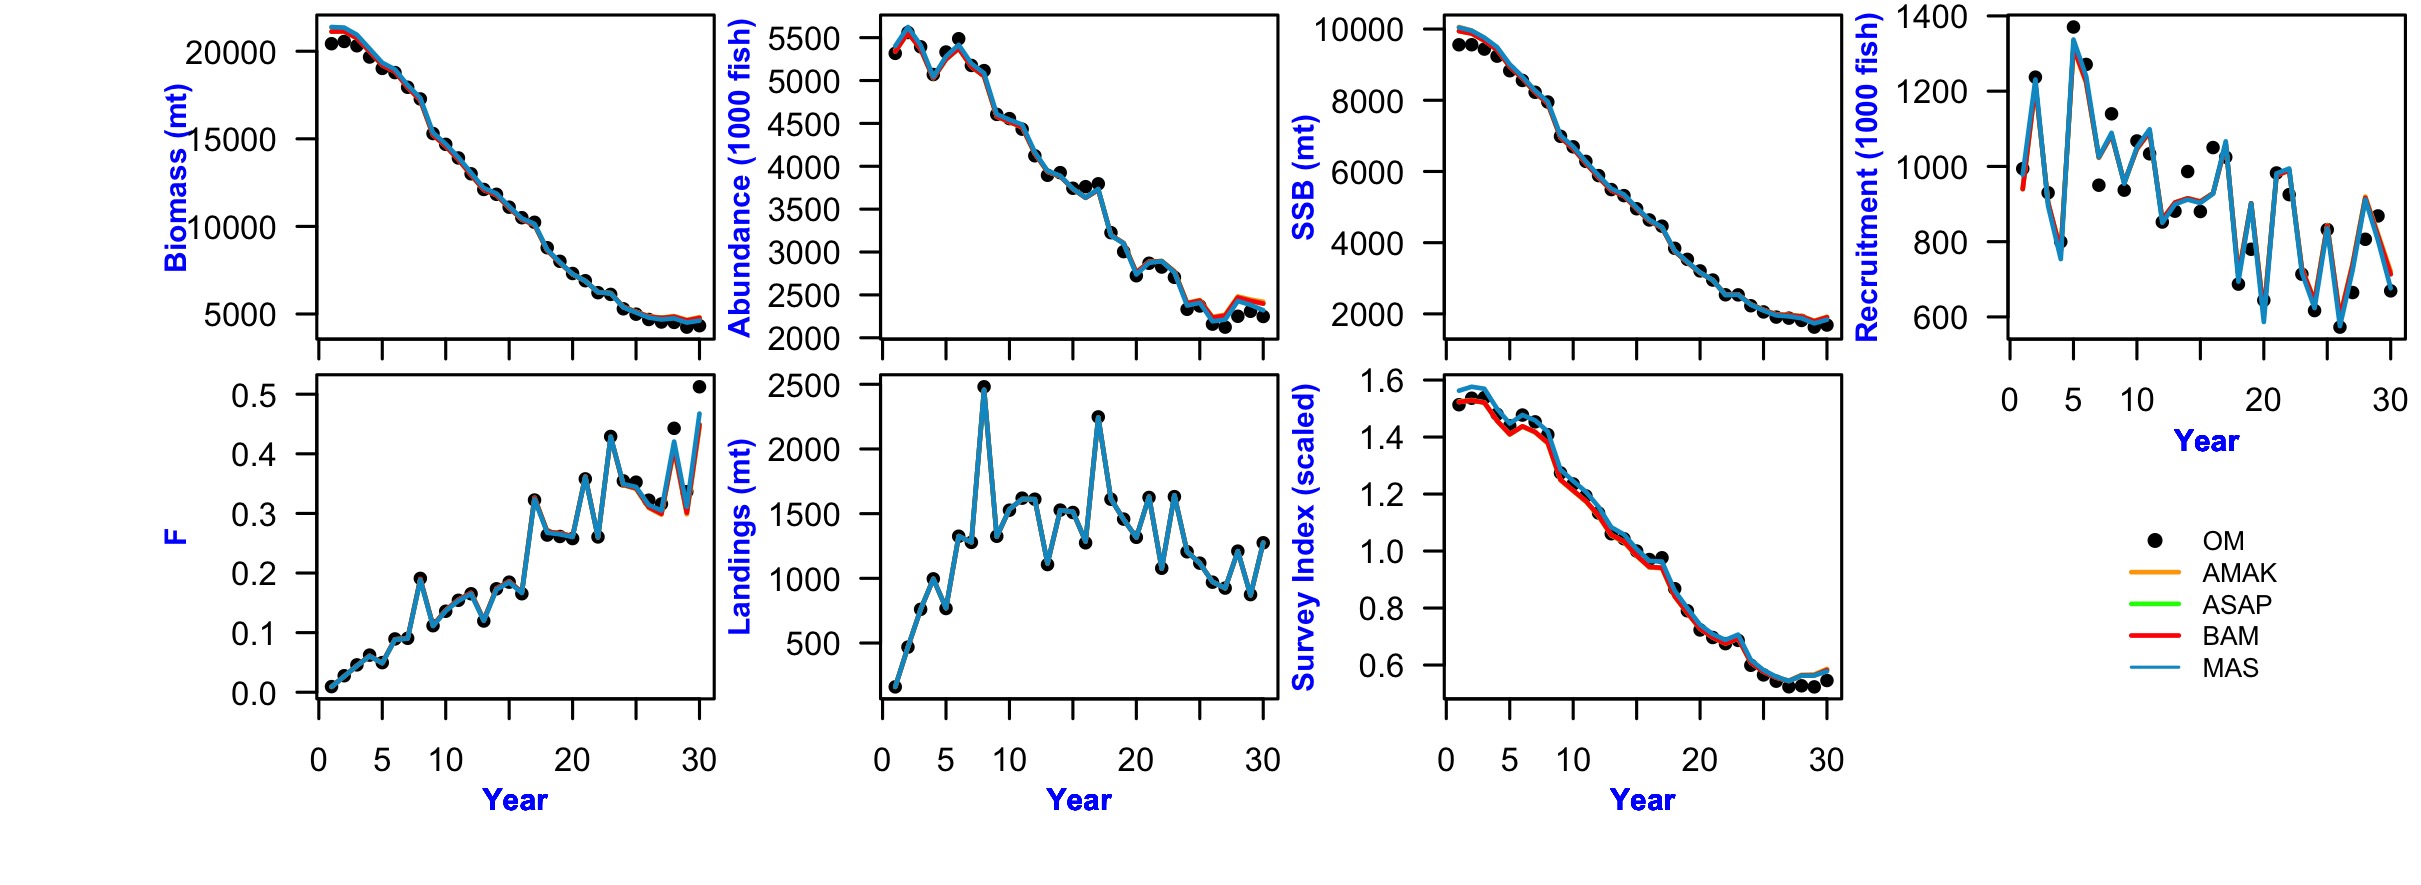 Biomass (mt)
20000
15000
10000
5000
Abundance (1000 fish)
5500
5000
4500
4000
3500
3000
2500
2000
SSB (mt)
10000
8000
6000
4000
2000
Recruitment (1000 fish)
1400
1200
1000
800
600
0 5 10 20 30
Year
F
0.5
0.4
0.3
0.2
0.1
0.0
0 5 10 20 30
Year
Landings (mt)
2500
2000
1500
1000
500
0 5 10 20 30
Year
Survey Index (scaled)
1.6
1.4
1.2
1.0
0.8
0.6
0 5 10 20 30
Year
OM
AMAK
ASAP
BAM
MAS